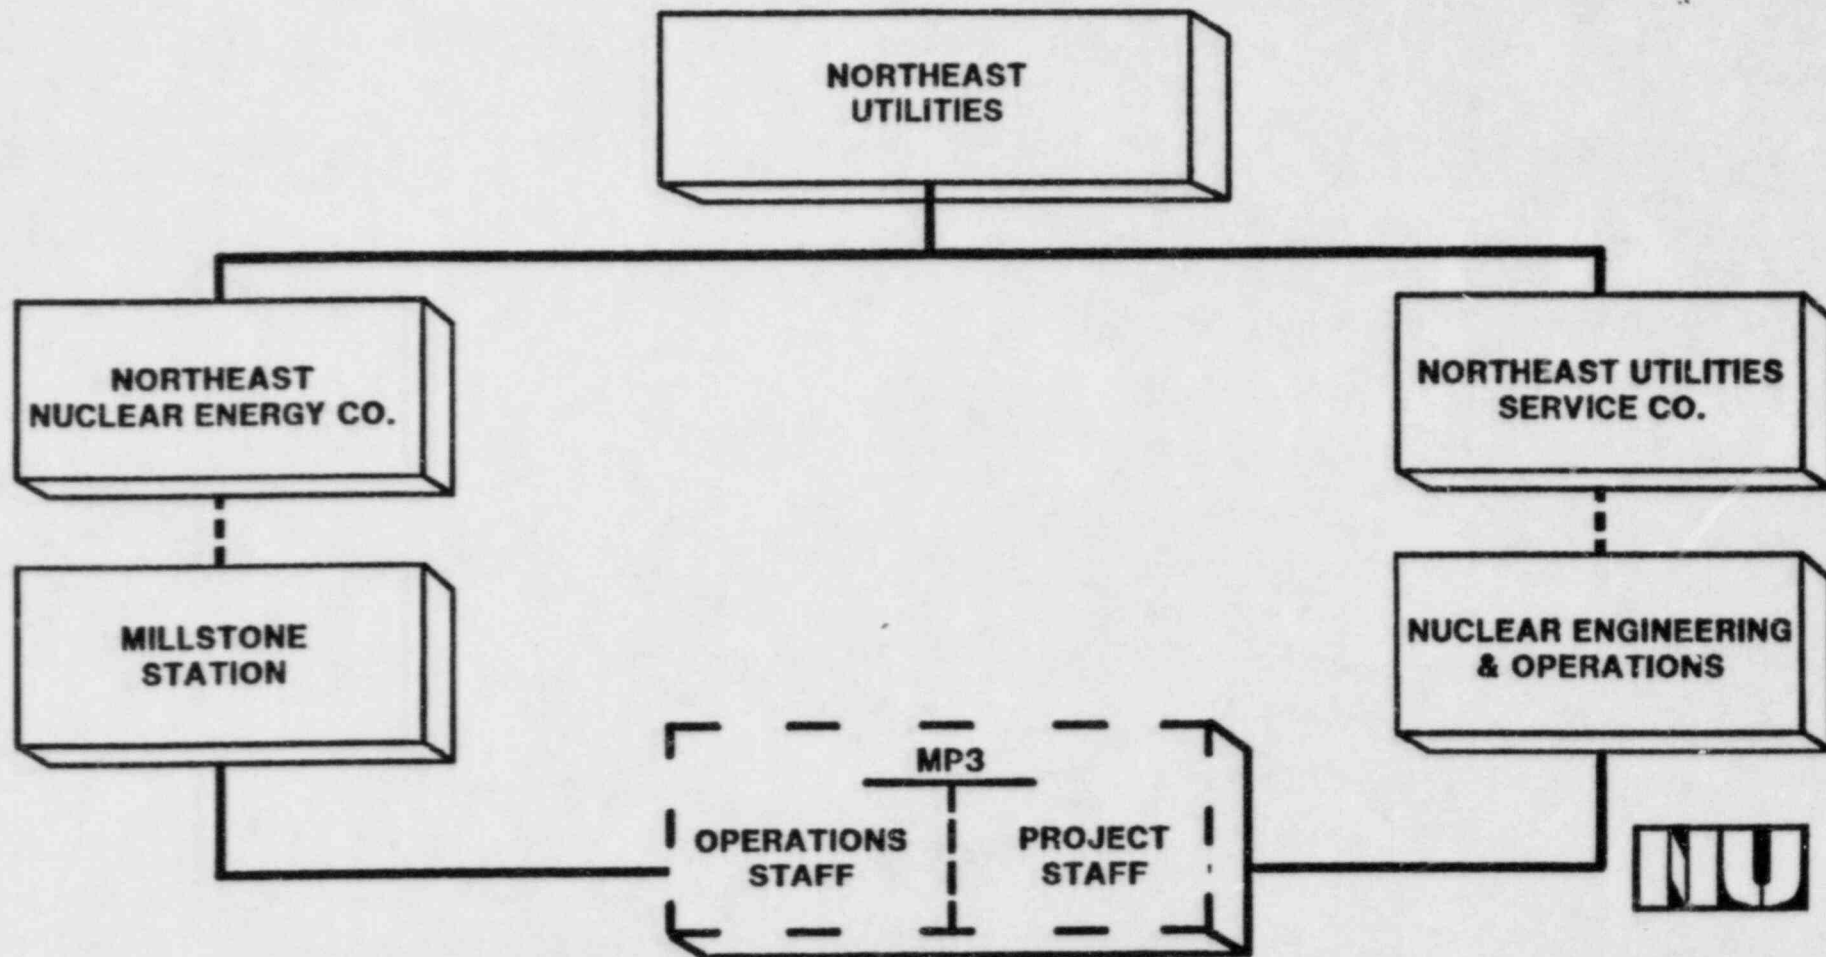 NORTHEAST
UTILITIES
NORTHEAST
NUCLEAR ENERGY CO.
NORTHEAST UTILITIES
SERVICE CO.
MILLSTONE
STATION
NUCLEAR ENGINEERING
& OPERATIONS
MP3
OPERATIONS
STAFF
PROJECT
STAFF
NU